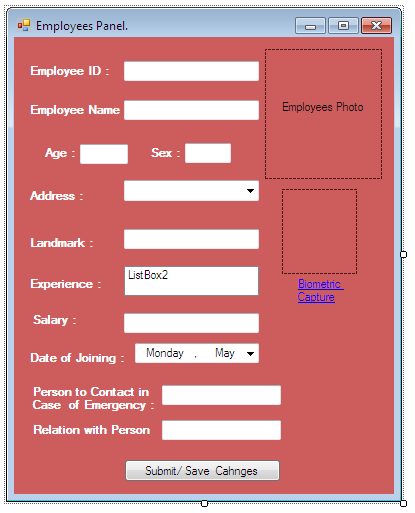 Employees Panel.
Employee ID :
Employee Name
Employees Photo
Age :
Sex :
Address :
Landmark :
Experience :
ListBox2
Biometric
Capture
Salary :
Date of Joining :
Monday , May
Person to Contact in
Case of Emergency :
Relation with Person
Submit/ Save Cahnges